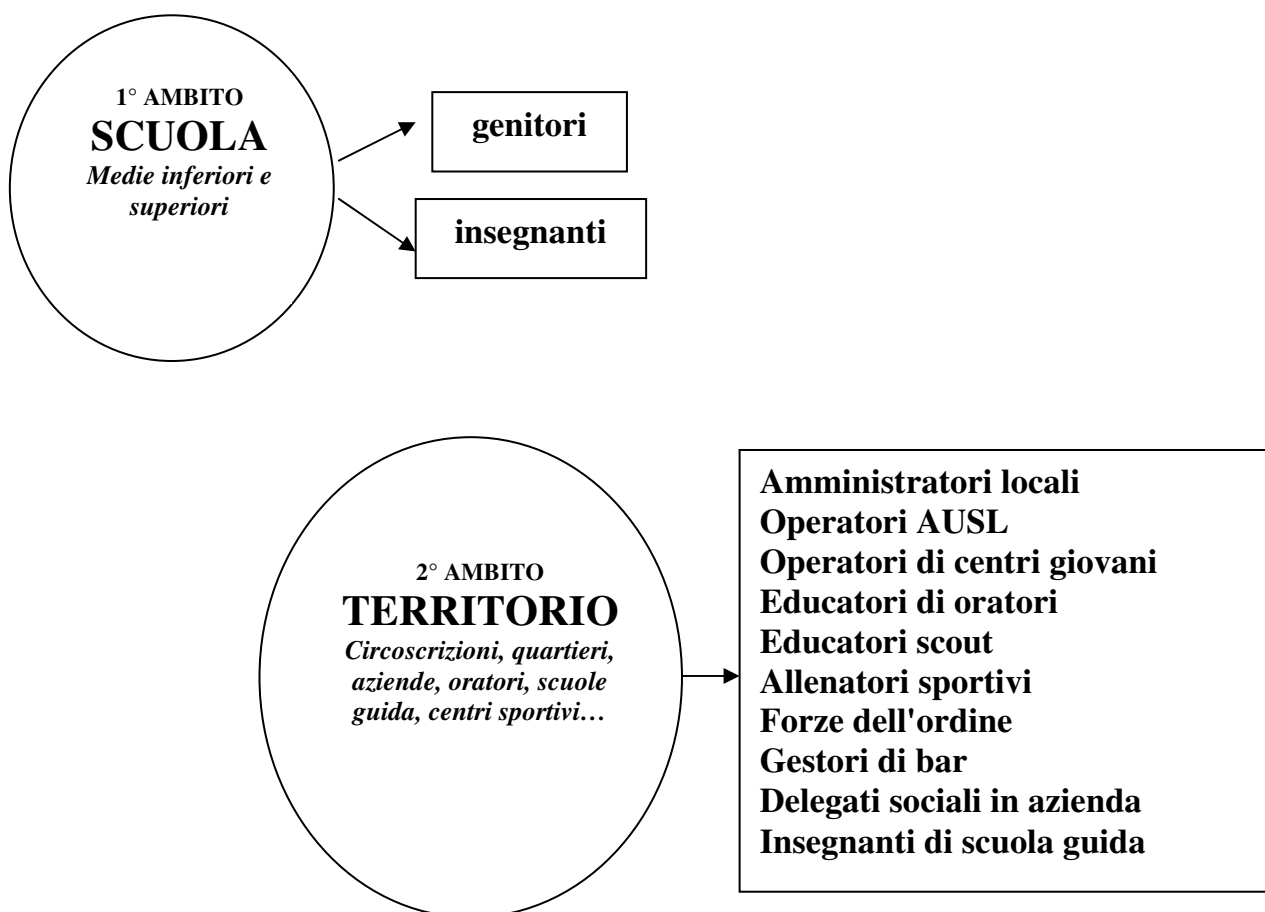 1° AMBITO
SCUOLA
Medie inferiori e
superiori
genitori
insegnanti
2° AMBITO
TERRITORIO
Circoscrizioni, quartieri,
aziende, oratori, scuole
guida, centri sportivi…
Amministratori locali
Operatori AUSL
Operatori di centri giovani
Educatori di oratori
Educatori scout
Allenatori sportivi
Forze dell'ordine
Gestori di bar
Delegati sociali in azienda
Insegnanti di scuola guida